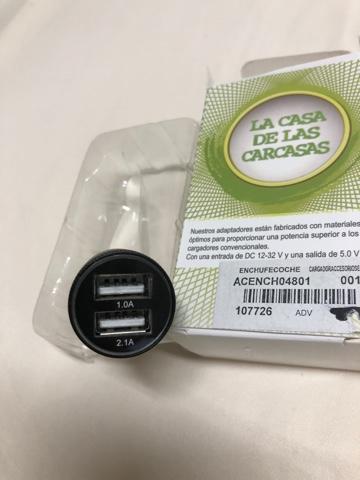 LA CASA
DE LAS
CARCASAS
Nuestros adaptadores están fabricados con materiales
óptimos para proporcionar una potencia superior a los
cargadores convencionales.
Con una entrada de DC 12-32 V y una salida de 5.0 V
ENCHUFECOCHE CARGADGRACCESORIOSE
ACENCH04801 001
107726 ADV
1.0A
2.1A